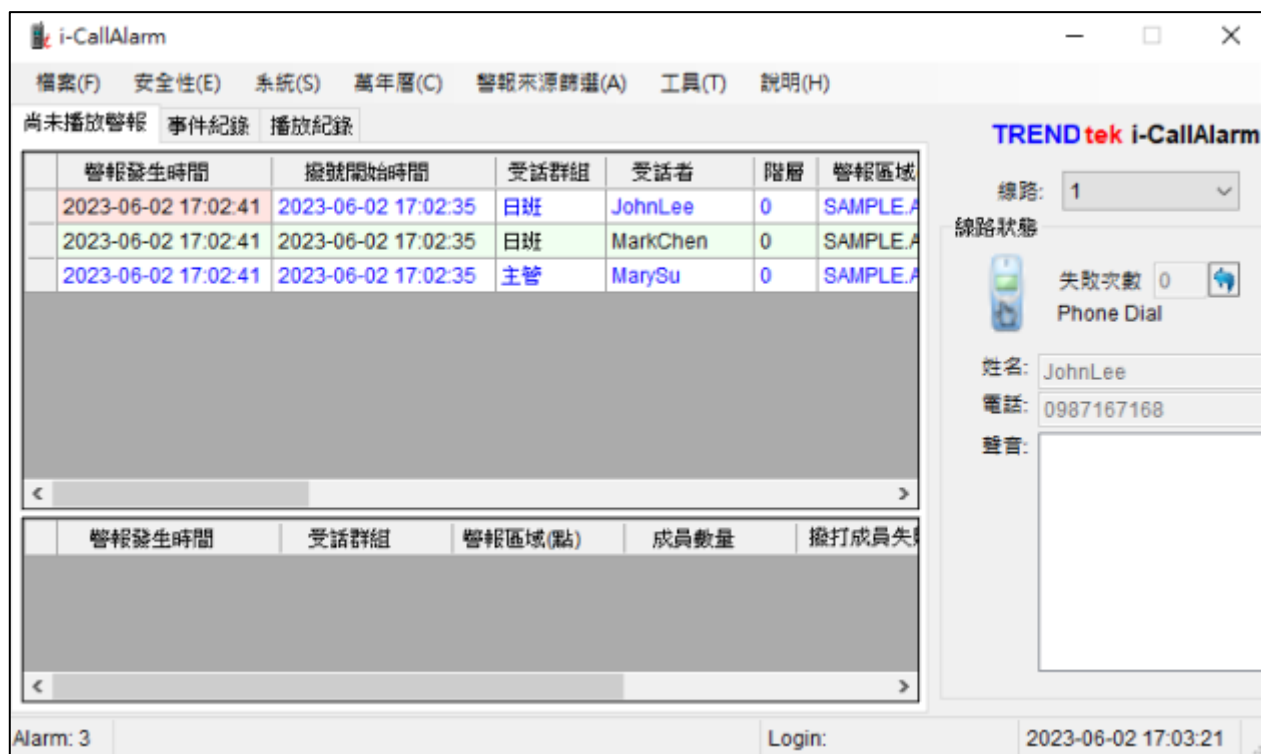 i-CallAlarm
檔案(F) 安全性(E) 系統(S) 萬年曆(C) 警報來源篩選(A) 工具(T) 說明(H)
尚未播放警報 事件紀錄 播放紀錄
警報發生時間 撥號開始時間 受話群組 受話者 階層 警報區域(
2023-06-02 17:02:41 2023-06-02 17:02:35 日班 JohnLee 0 SAMPLE.A
2023-06-02 17:02:41 2023-06-02 17:02:35 日班 MarkChen 0 SAMPLE.A
2023-06-02 17:02:41 2023-06-02 17:02:35 主管 MarySu 0 SAMPLE.A
警報發生時間 受話群組 警報區域(點) 成員數量 撥打成員失
Alarm: 3
TRENDtek i-CallAlarm
線路: 1
線路狀態
失敗次數 0
Phone Dial
姓名: JohnLee
電話: 0987167168
聲音:
Login: 2023-06-02 17:03:21